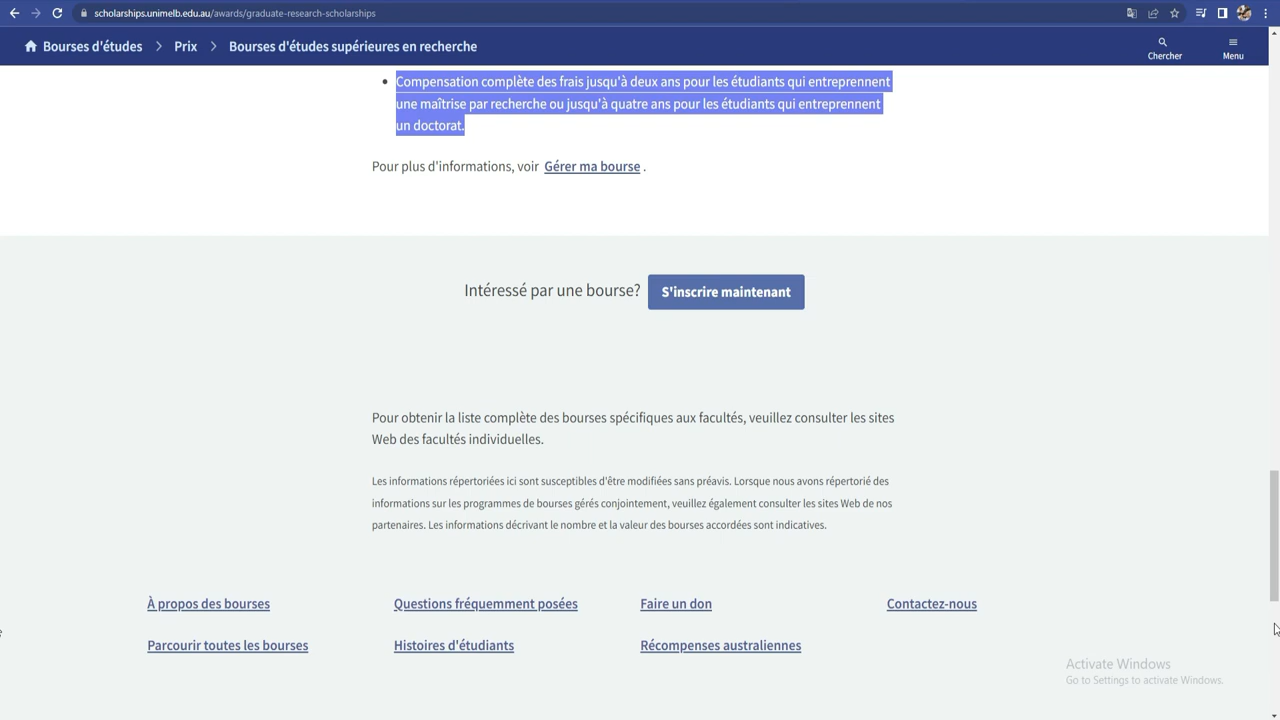 scholarships.unimelb.edu.au/awards/graduate-research-scholarships
Bourses d'études > Prix > Bourses d'études supérieures en recherche
Chercher
Menu
• Compensation complète des frais jusqu'à deux ans pour les étudiants qui entreprennent
une maîtrise par recherche ou jusqu'à quatre ans pour les étudiants qui entreprennent
un doctorat.
Pour plus d'informations, voir Gérer ma bourse .
Intéressé par une bourse? S'inscrire maintenant
Pour obtenir la liste complète des bourses spécifiques aux facultés, veuillez consulter les sites
Web des facultés individuelles.
Les informations répertoriées ici sont susceptibles d'être modifiées sans préavis. Lorsque nous avons répertorié des
informations sur les programmes de bourses gérés conjointement, veuillez également consulter les sites Web de nos
partenaires. Les informations décrivant le nombre et la valeur des bourses accordées sont indicatives.
À propos des bourses
Questions fréquemment posées
Faire un don
Contactez-nous
Parcourir toutes les bourses
Histoires d'étudiants
Récompenses australiennes
Activate Windows
Go to Settings to activate Windows.